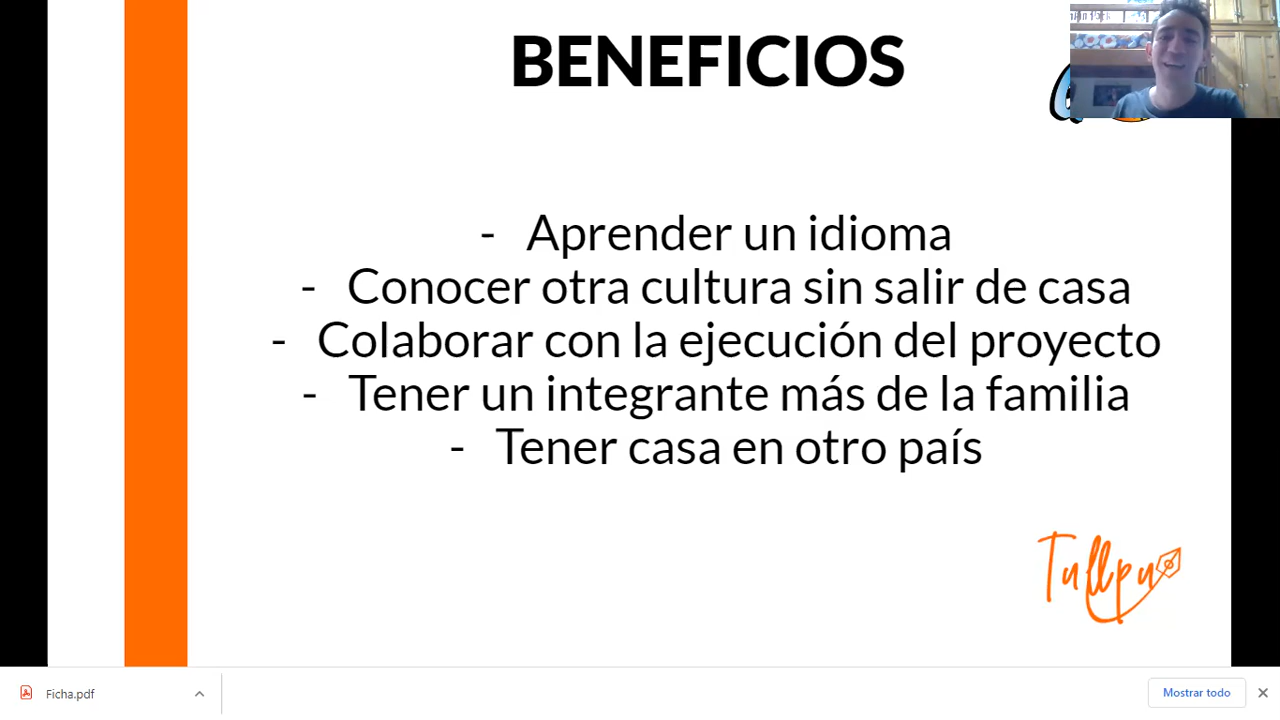 BENEFICIOS
- Aprender un idioma
- Conocer otra cultura sin salir de casa
- Colaborar con la ejecución del proyecto
- Tener un integrante más de la familia
- Tener casa en otro país
Tullpu
Ficha.pdf
Mostrar todo